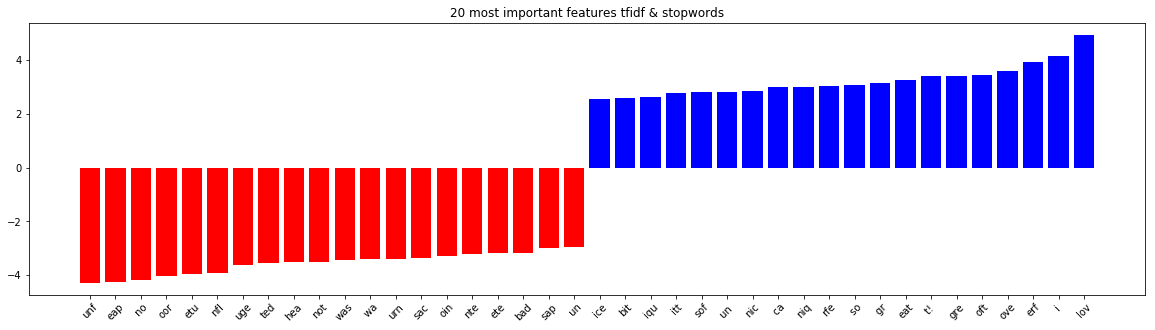 20 most important features tfidf & stopwords
4
2
0
−2
−4
unf eap no oor etu nfl uge ted hea not was wa urn sac oin nte ete bad sap un ice bit iqu itt sof un nic ca niq rfe so gr eat t! gre oft ove erf i lov